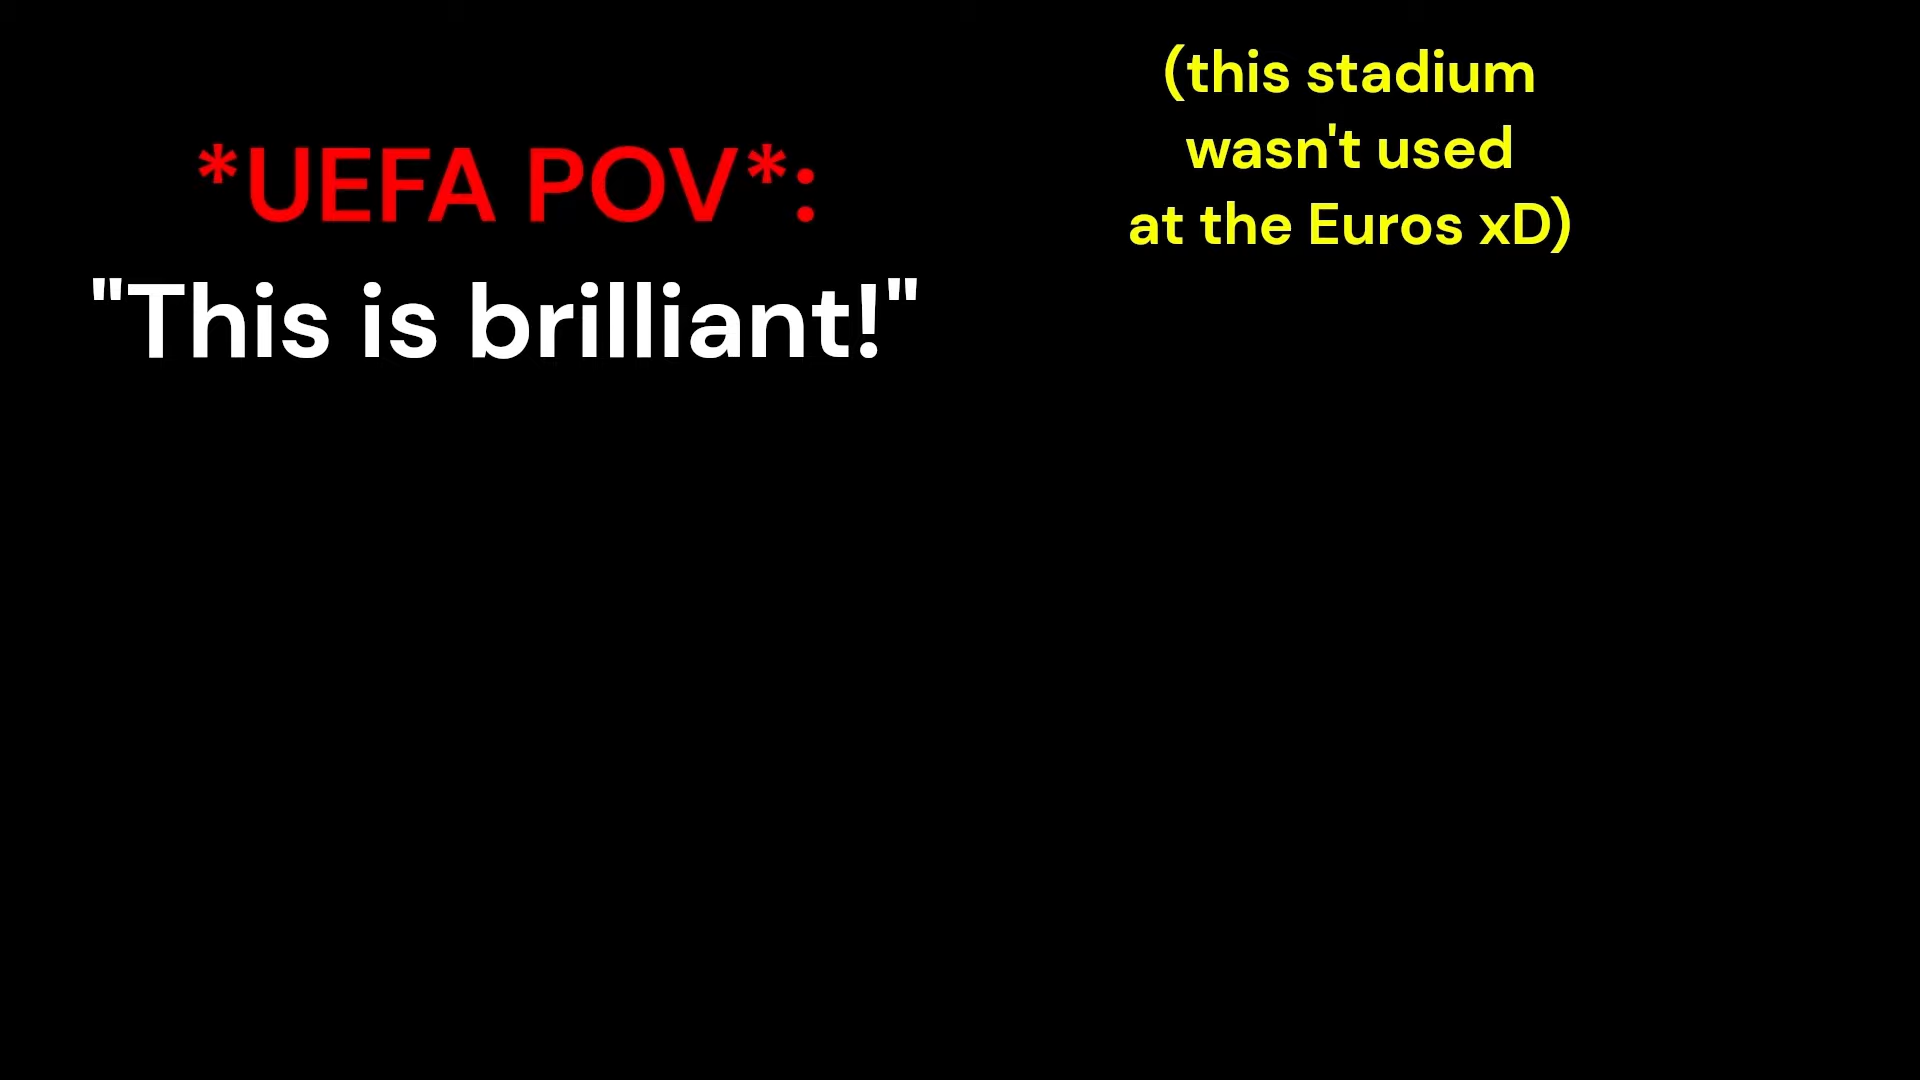 *UEFA POV*:
"This is brilliant!"
(this stadium
wasn't used
at the Euros xD)